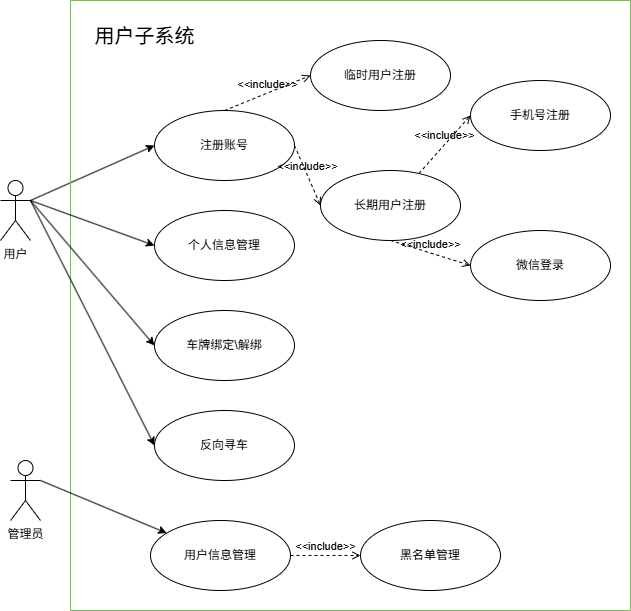 用户子系统
临时用户注册
<<include>>
手机号注册
注册账号
<<include>>
<<include>>
长期用户注册
用户
个人信息管理
<<include>>
微信登录
车牌绑定\解绑
反向寻车
管理员
用户信息管理
<<include>>
黑名单管理